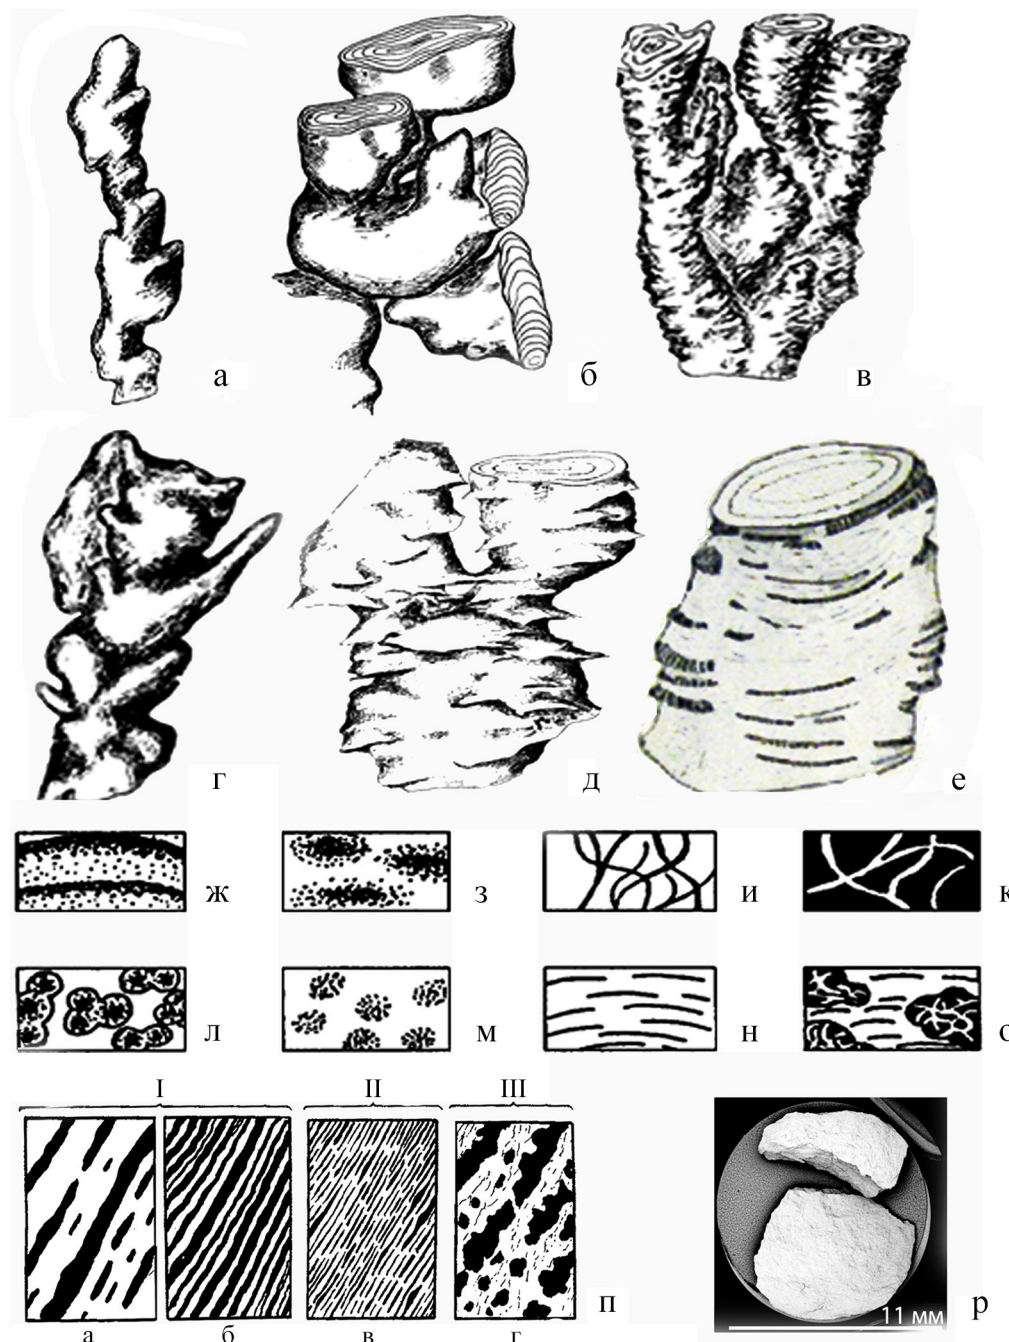 а б в
г д е
ж з и к
л м н о
I II III
п
а б в г
11 мм р